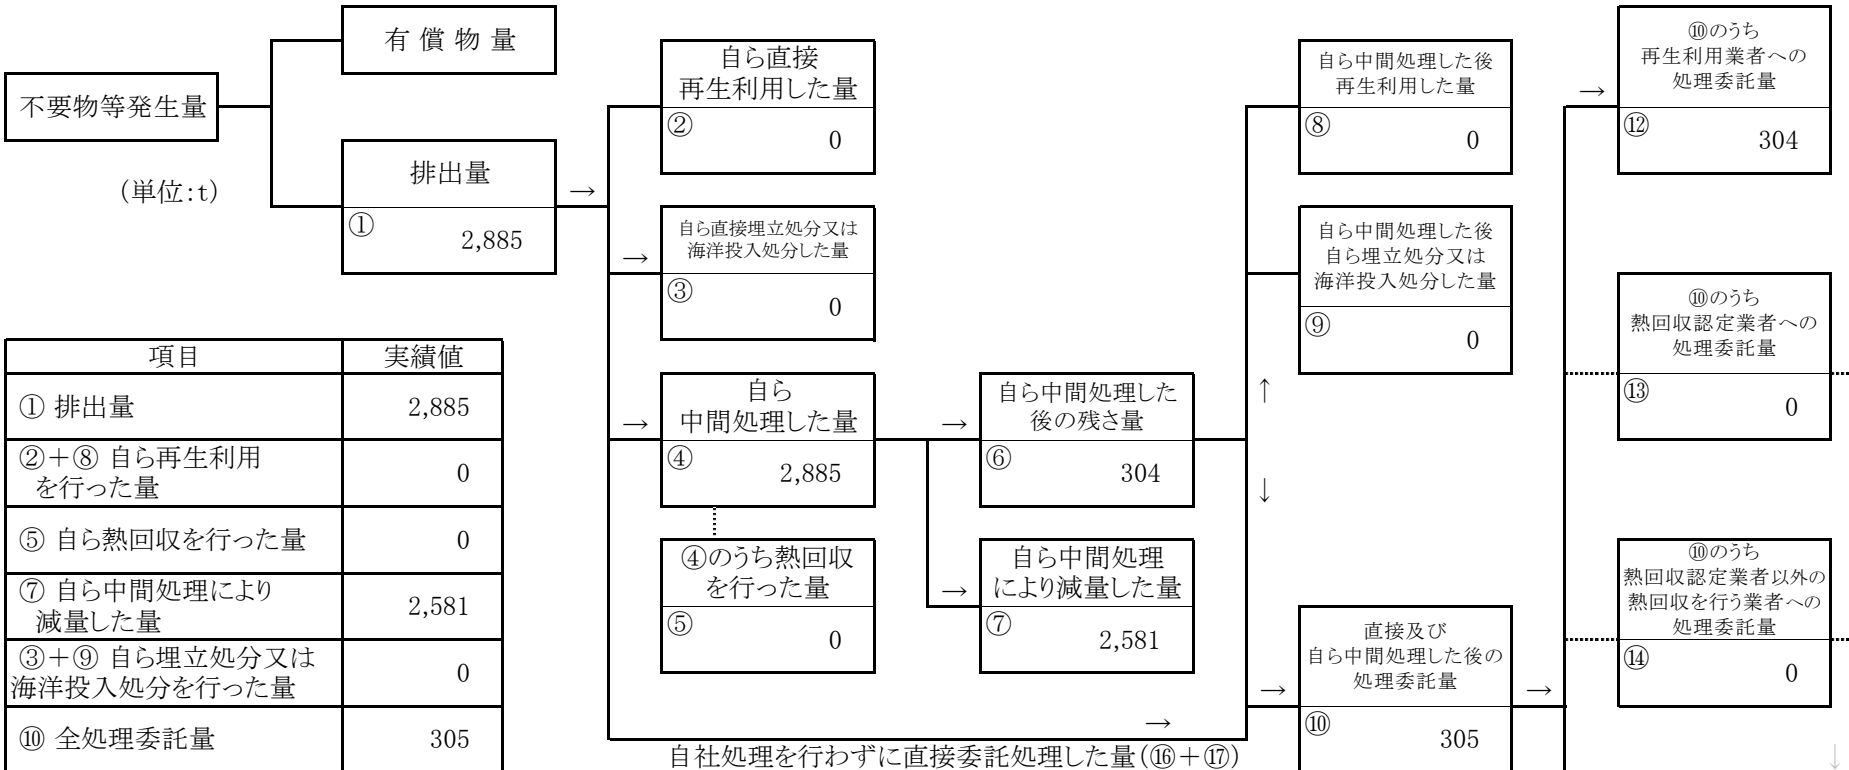 有 償 物 量
不要物等発生量
(単位:t)
排出量
①
2,885
→
自ら直接
再生利用した量
②
0
→
自ら直接埋立処分又は
海洋投入処分した量
③
0
→
自ら
中間処理した量
④
2,885
④のうち熱回収
を行った量
⑤
0
→
自ら中間処理した
後の残さ量
⑥
304
→
自ら中間処理
により減量した量
⑦
2,581
→
自社処理を行わずに直接委託処理した量(⑯+⑰)
↑
↓
自ら中間処理した後
再生利用した量
⑧
0
自ら中間処理した後
自ら埋立処分又は
海洋投入処分した量
⑨
0
→
直接及び
自ら中間処理した後の
処理委託量
⑩
305
→
→
⑩のうち
再生利用業者への
処理委託量
⑫
304
⑩のうち
熱回収認定業者への
処理委託量
⑬
0
⑩のうち
熱回収認定業者以外の
熱回収を行う業者への
処理委託量
⑭
0
↓
項目 実績値
① 排出量 2,885
②+⑧ 自ら再生利用
を行った量 0
⑤ 自ら熱回収を行った量 0
⑦ 自ら中間処理により
減量した量 2,581
③+⑨ 自ら埋立処分又は
海洋投入処分を行った量 0
⑩ 全処理委託量 305